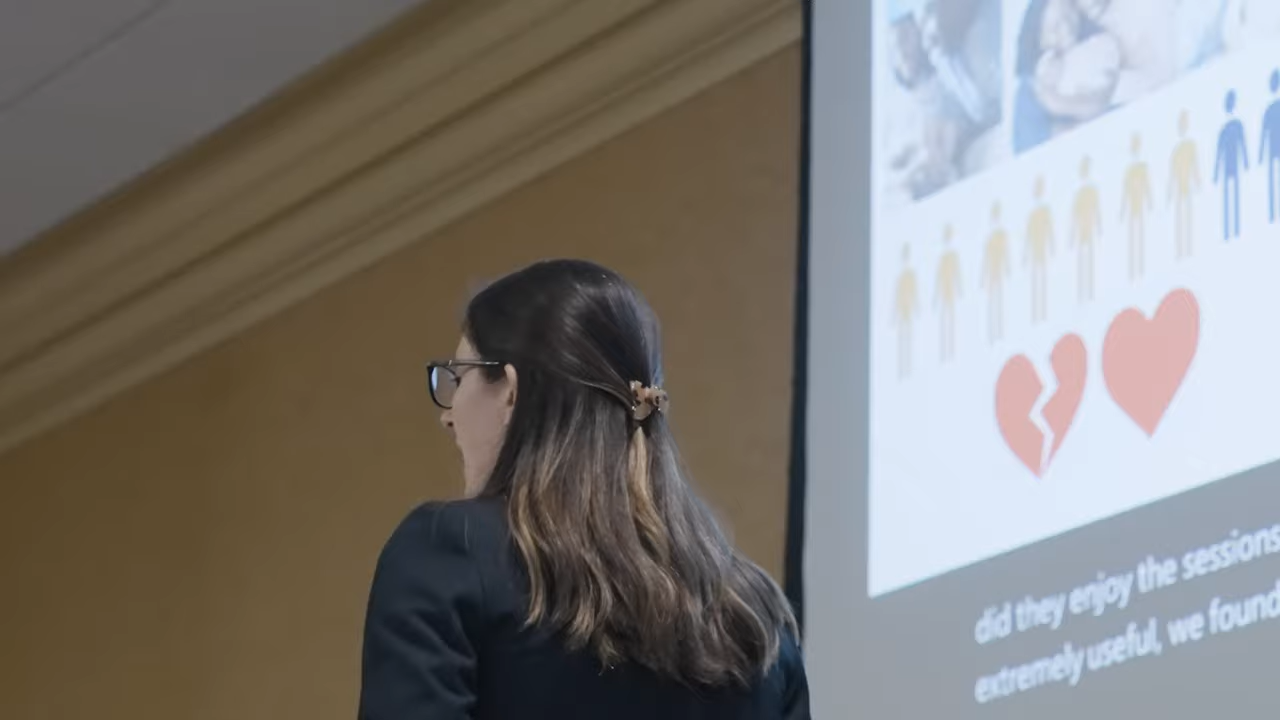 did they enjoy the sessions
extremely useful, we found